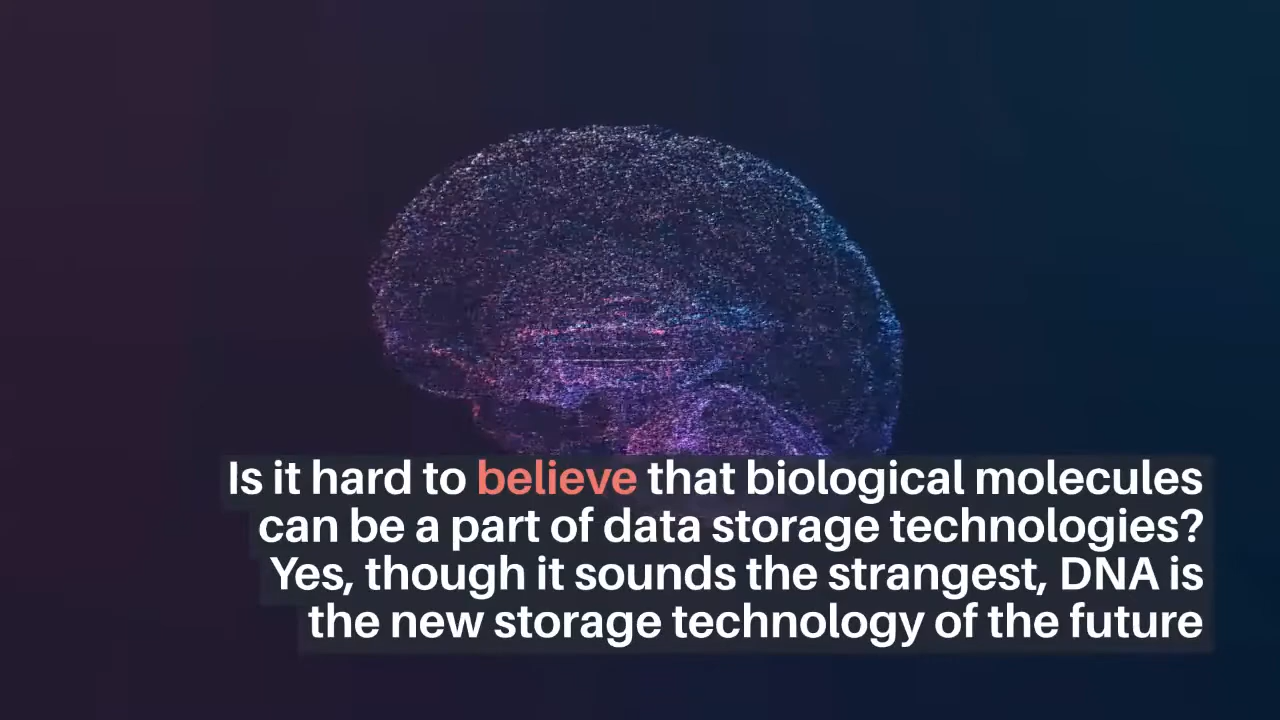 Is it hard to believe that biological molecules
can be a part of data storage technologies?
Yes, though it sounds the strangest, DNA is
the new storage technology of the future